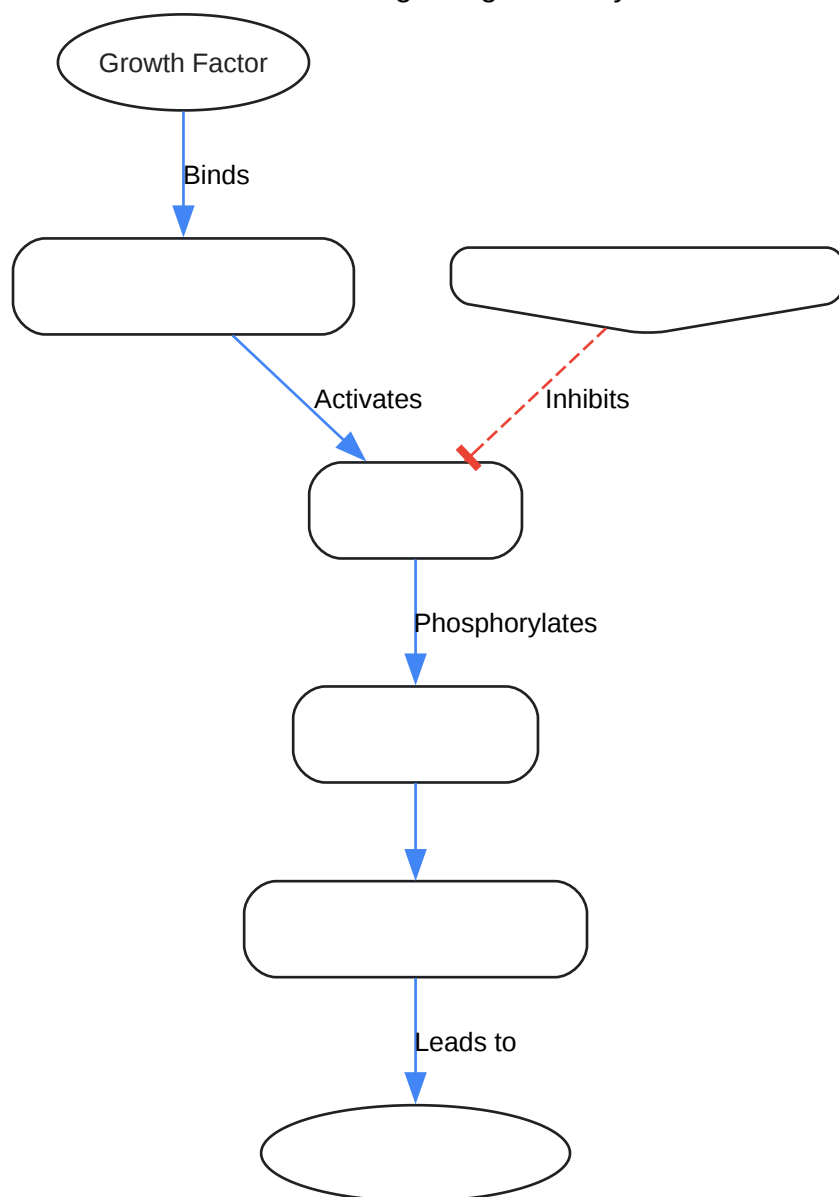 Growth Factor
Binds
Activates
Inhibits
Phosphorylates
Leads to